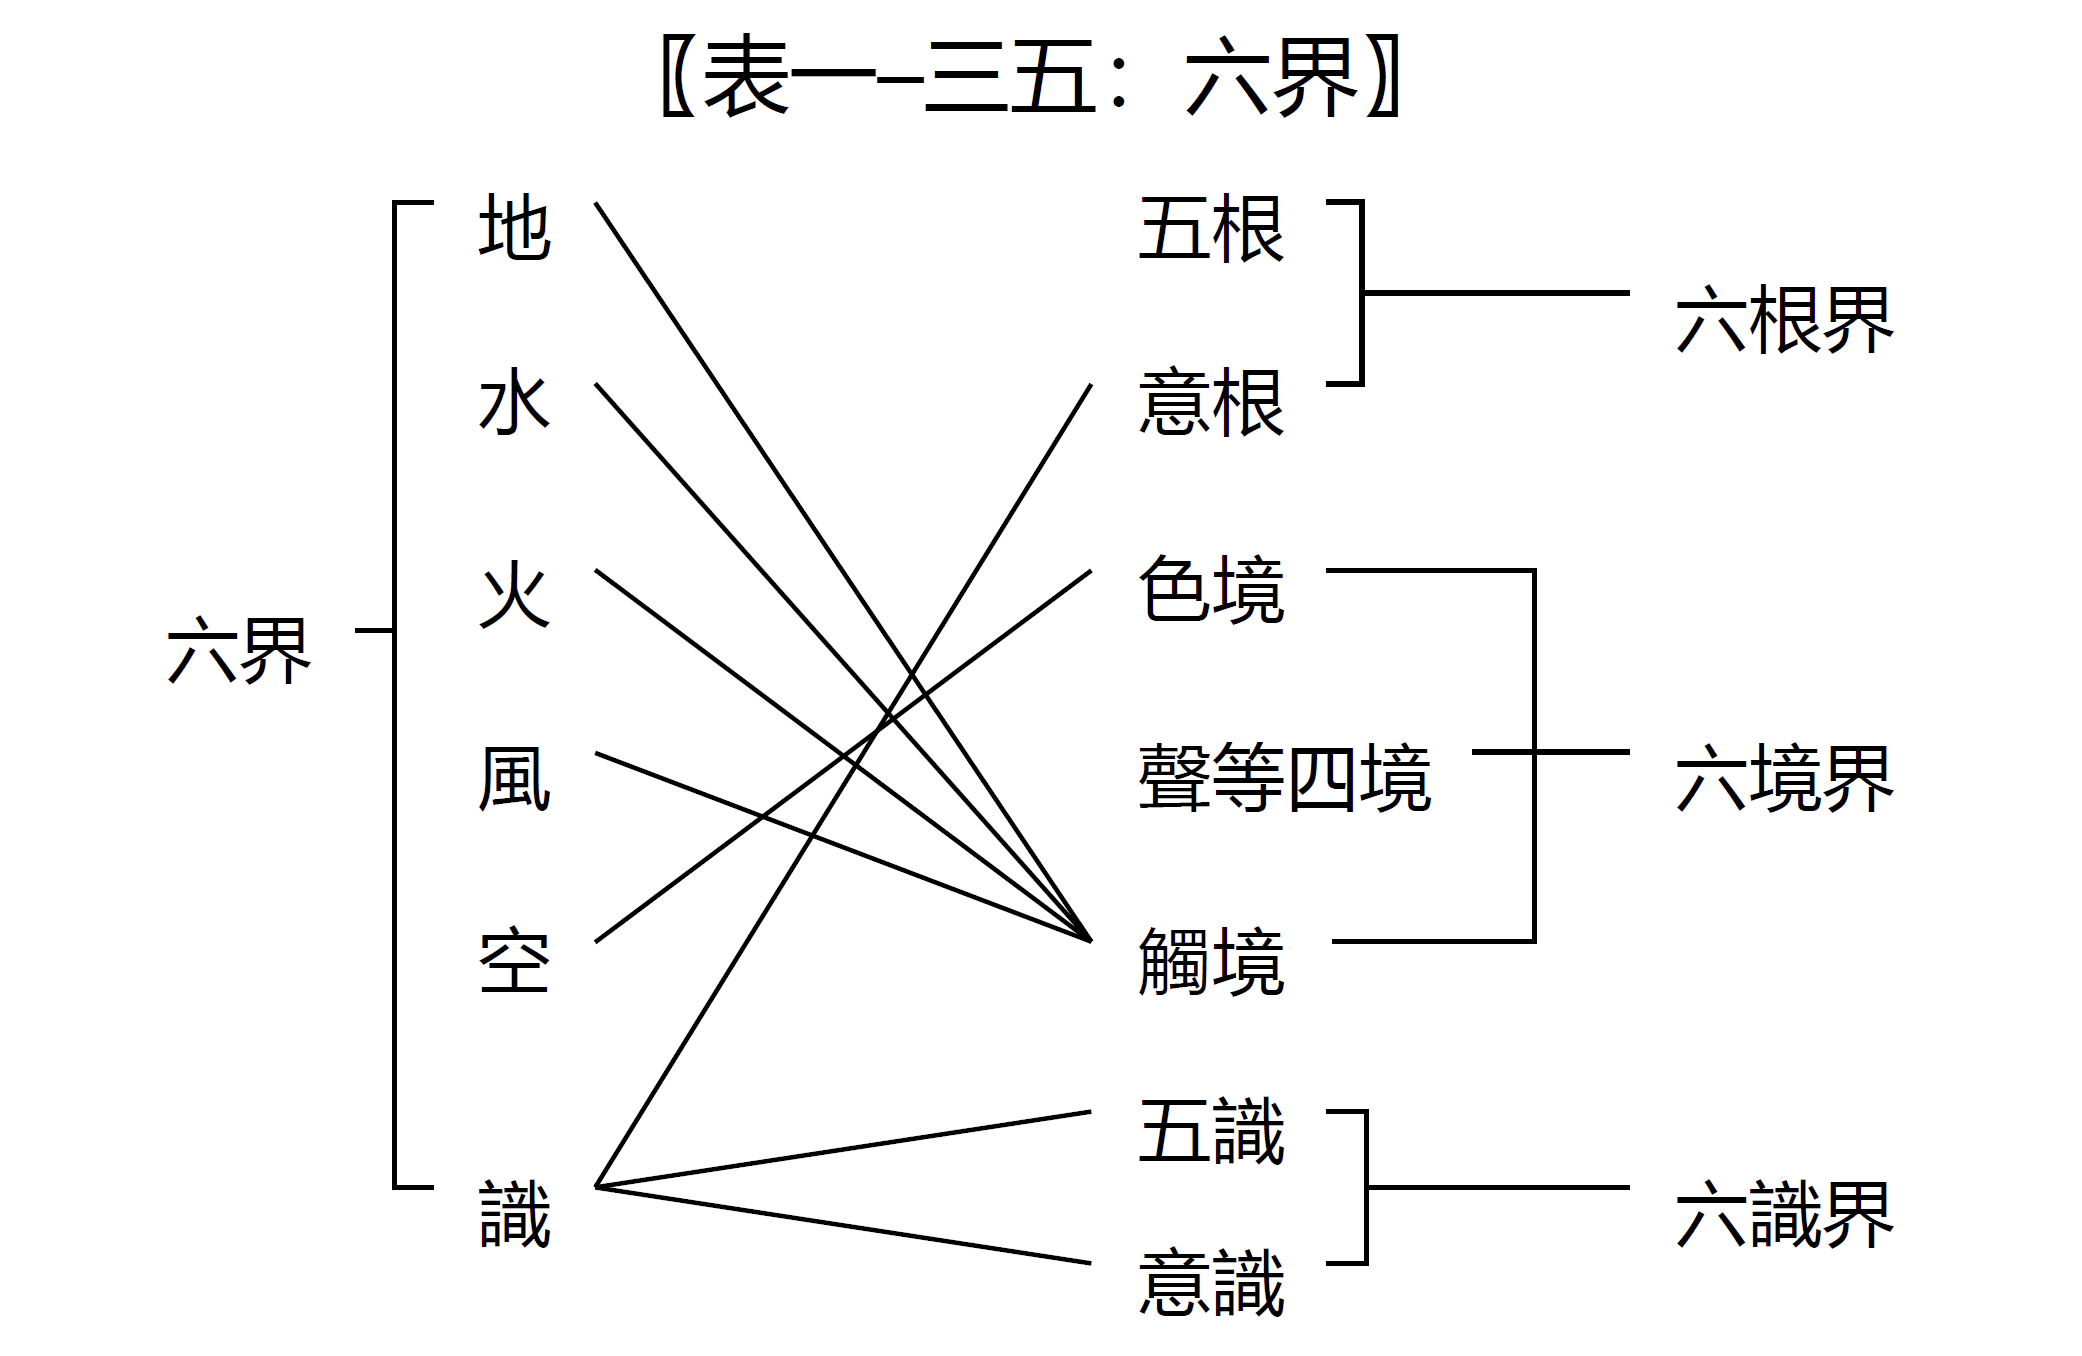 〖表一–三五：六界〗
地
五根
六根界
水
意根
火
色境
六界
風
聲等四境
六境界
空
觸境
五識
識
六識界
意識